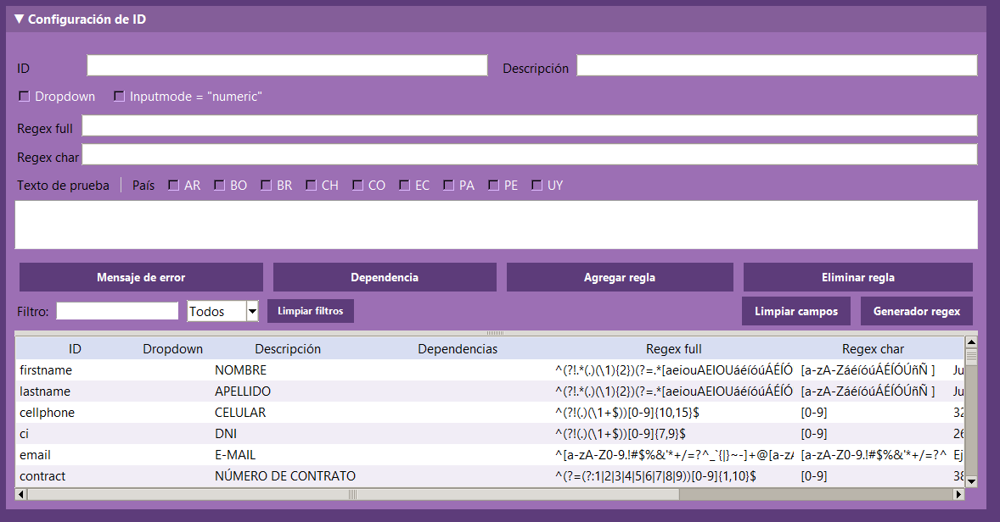 ▼ Configuración de ID
ID Descripción
Dropdown Inputmode = "numeric"
Regex full
Regex char
Texto de prueba País AR BO BR CH CO EC PA PE UY
Mensaje de error Dependencia Agregar regla Eliminar regla
Filtro: Todos Limpiar filtros Limpiar campos Generador regex
ID Dropdown Descripción Dependencias Regex full Regex char
firstname NOMBRE ^(?!.*(.)(\1){2})(?=.*[aeiouAEIOUáéíóúÁÉÍÓ [a-zA-ZáéíóúÁÉÍÓÚñÑ ] Ju
lastname APELLIDO ^(?!.*(.)(\1){2})(?=.*[aeiouAEIOUáéíóúÁÉÍÓ [a-zA-ZáéíóúÁÉÍÓÚñÑ ] Ju
cellphone CELULAR ^(?!(.)(\1+$))[0-9]{10,15}$ [0-9] 32
ci DNI ^(?!(.)(\1+$))[0-9]{7,9}$ [0-9] 26
email E-MAIL ^[a-zA-Z0-9.!#$%&'*+/=?^_`{|}~-]+@[a-zA [a-zA-Z0-9.!#$%&'*+/=?^ Ej
contract NÚMERO DE CONTRATO ^(?=(?:1|2|3|4|5|6|7|8|9))[0-9]{1,10}$ [0-9] 38